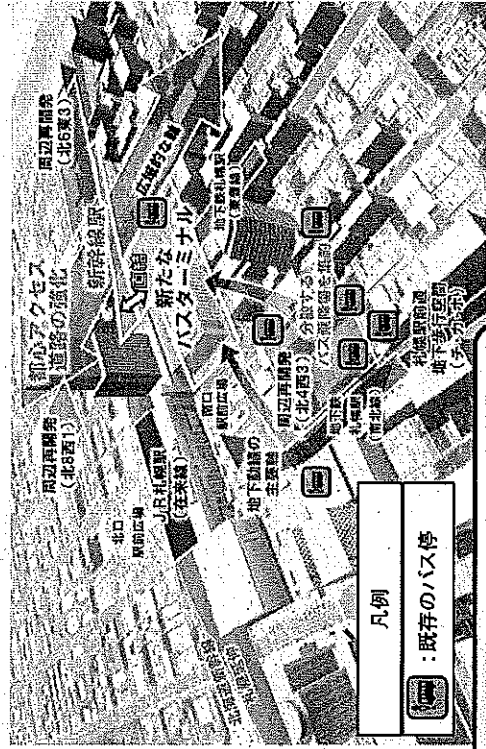 都心アクセス
道路の強化
周辺再開発
(北6東3)
新幹線駅
周辺再開発
(北8西1)
広域的な軸
直結
新たな
バスターミナル
地下鉄札幌駅
(東豊線)
北口
駅前広場
JR札幌駅
(在来線)
南口
駅前広場
分散する
バス乗降場を集約
地下動線の
主要軸
周辺再開発
(北4西3)
地下鉄
札幌駅
(南北線)
札幌駅前通
地下歩行空間
(チ・カ・ホ)
凡例
:既存のバス停